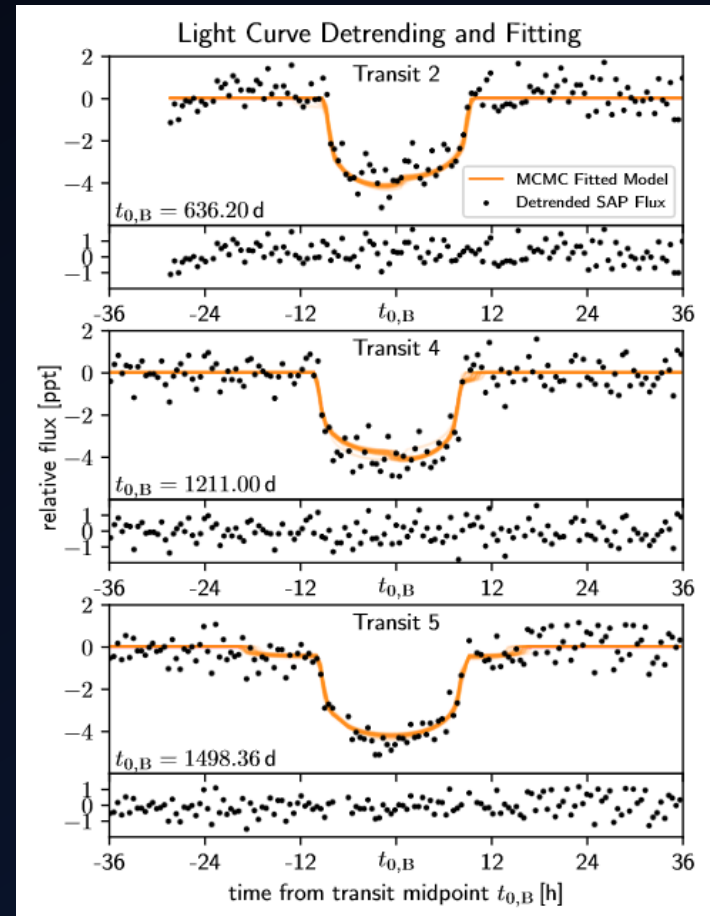 Light Curve Detrending and Fitting
2
0
−2
−4
Transit 2
MCMC Fitted Model
Detrended SAP Flux
t0,B = 636.20 d
1
0
−1
-36 -24 -12 t0,B 12 24 36
2
0
−2
−4
Transit 4
t0,B = 1211.00 d
1
0
−1
-36 -24 -12 t0,B 12 24 36
relative flux [ppt]
2
0
−2
−4
Transit 5
t0,B = 1498.36 d
1
0
−1
-36 -24 -12 t0,B 12 24 36
time from transit midpoint t0,B [h]